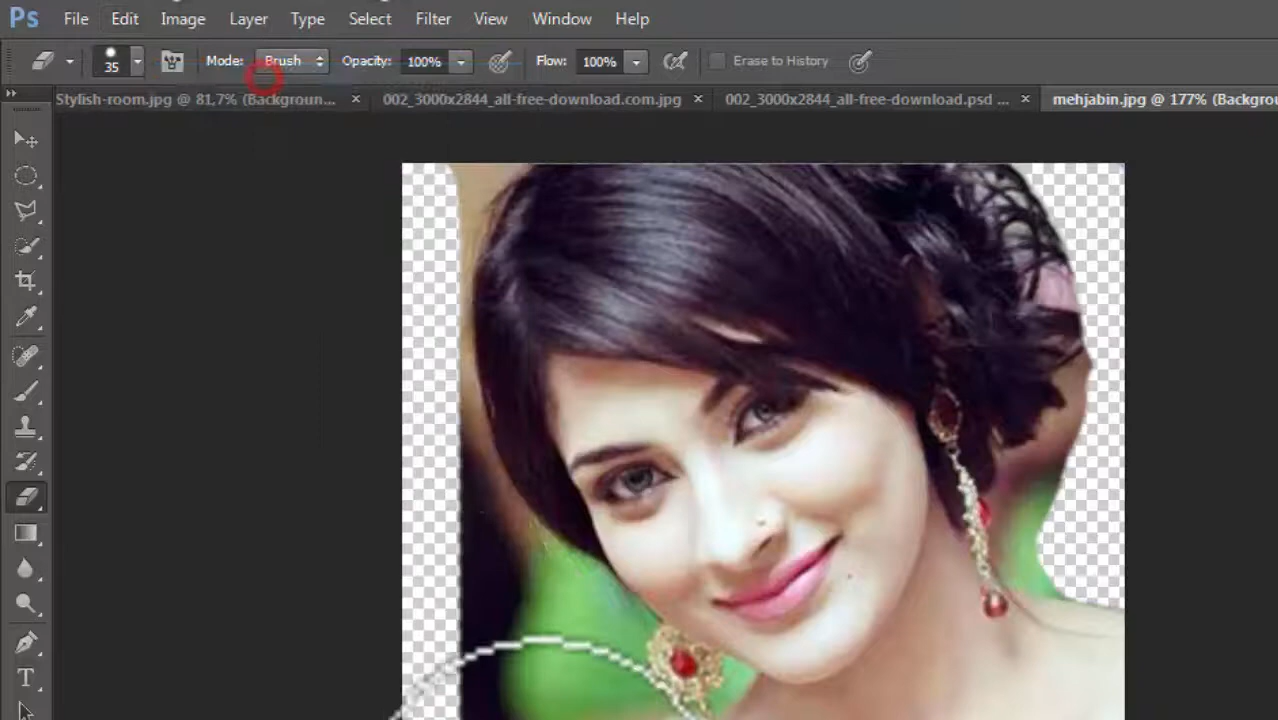 Ps File Edit Image Layer Type Select Filter View Window Help
35 Mode: Brush Opacity: 100% Flow: 100% Erase to History
Stylish-room.jpg @ 81,7% (Backgroun... × 002_3000x2844_all-free-download.com.jpg × 002_3000x2844_all-free-download.psd ... × mehjabin.jpg @ 177% (Backgrou
T